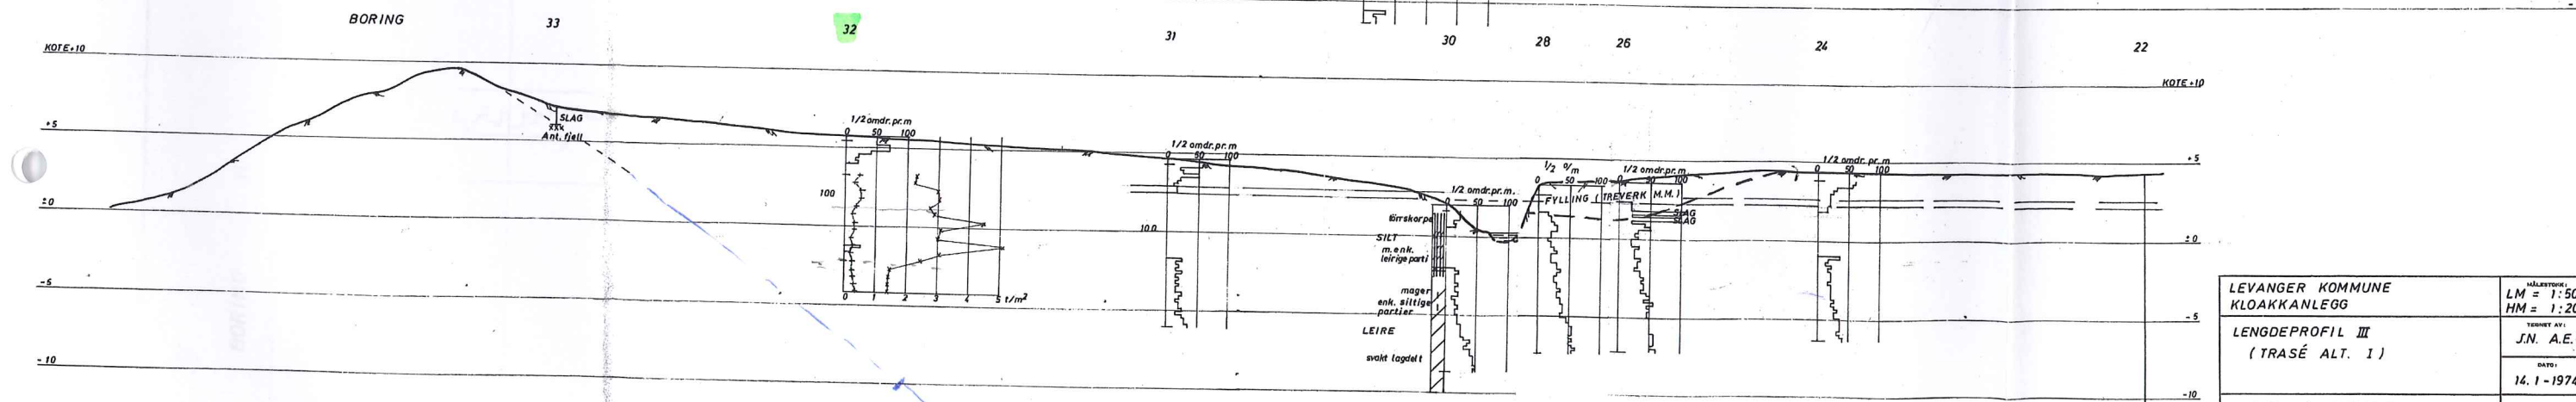 BORING
33
32
31
30
28
26
24
22
KOTE+10
KOTE+10
+5
+5
±0
±0
-5
-5
-10
-10
SLAG
Ant. fjell
1/2 omdr. pr. m
0 50 100
100
0 1 2 3 4 5 t/m²
1/2 omdr. pr. m
0 50 100
100
1/2 omdr. pr. m.
0 50 100
tørrskorpe
SILT
m. enk.
leirige parti
mager
enk. siltige
partier
LEIRE
svakt lagdelt
1/2 o/m
0 50 100
1/2 omdr. pr. m
0 50 100
FYLLING (TREVERK M.M.)
SLAG
SLAG
1/2 omdr. pr. m
0 50 100
LEVANGER KOMMUNE
KLOAKKANLEGG
LENGDEPROFIL III
(TRASÉ ALT. I)
MÅLESTOKK:
LM = 1:50
HM = 1:20
TEGNET AV:
J.N. A.E.
DATO:
14.1-1974